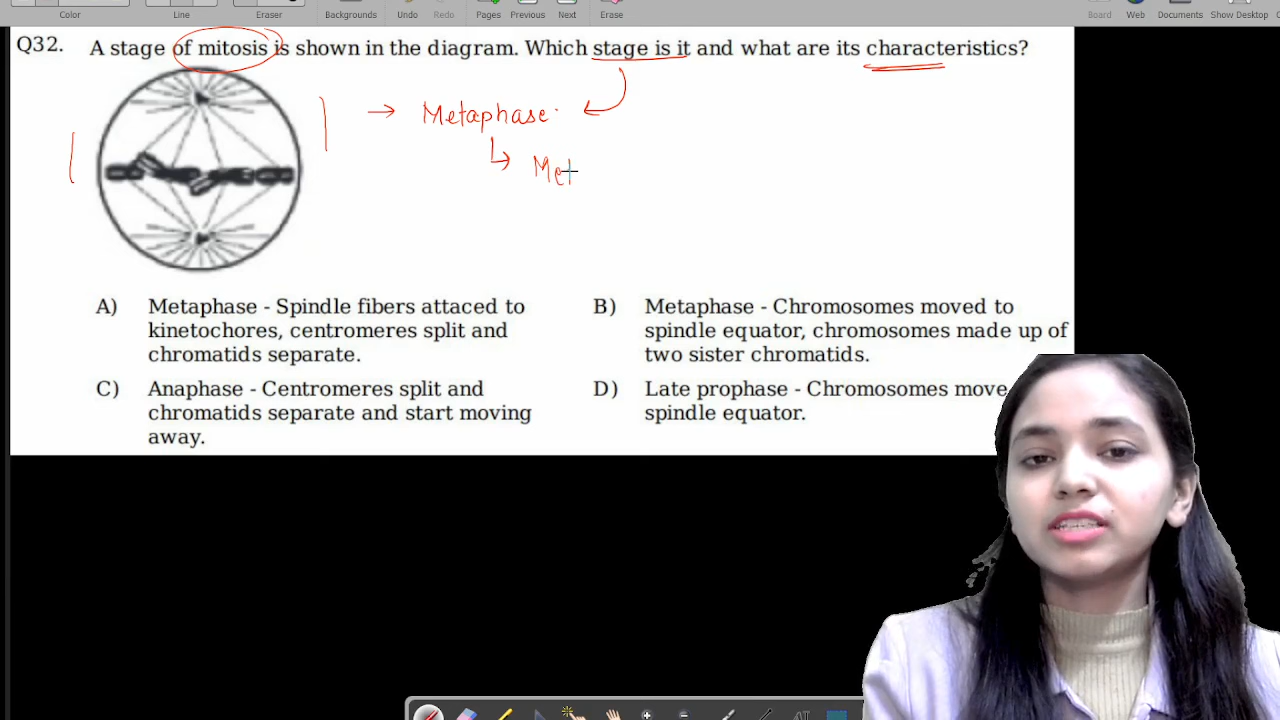 Color Line Eraser Backgrounds Undo Redo Pages Previous Next Erase Board Web Documents Show Desktop
Q32. A stage of mitosis is shown in the diagram. Which stage is it and what are its characteristics?
→ Metaphase.
Met
A) Metaphase - Spindle fibers attaced to
kinetochores, centromeres split and
chromatids separate.
B) Metaphase - Chromosomes moved to
spindle equator, chromosomes made up of
two sister chromatids.
C) Anaphase - Centromeres split and
chromatids separate and start moving
away.
D) Late prophase - Chromosomes move
spindle equator.